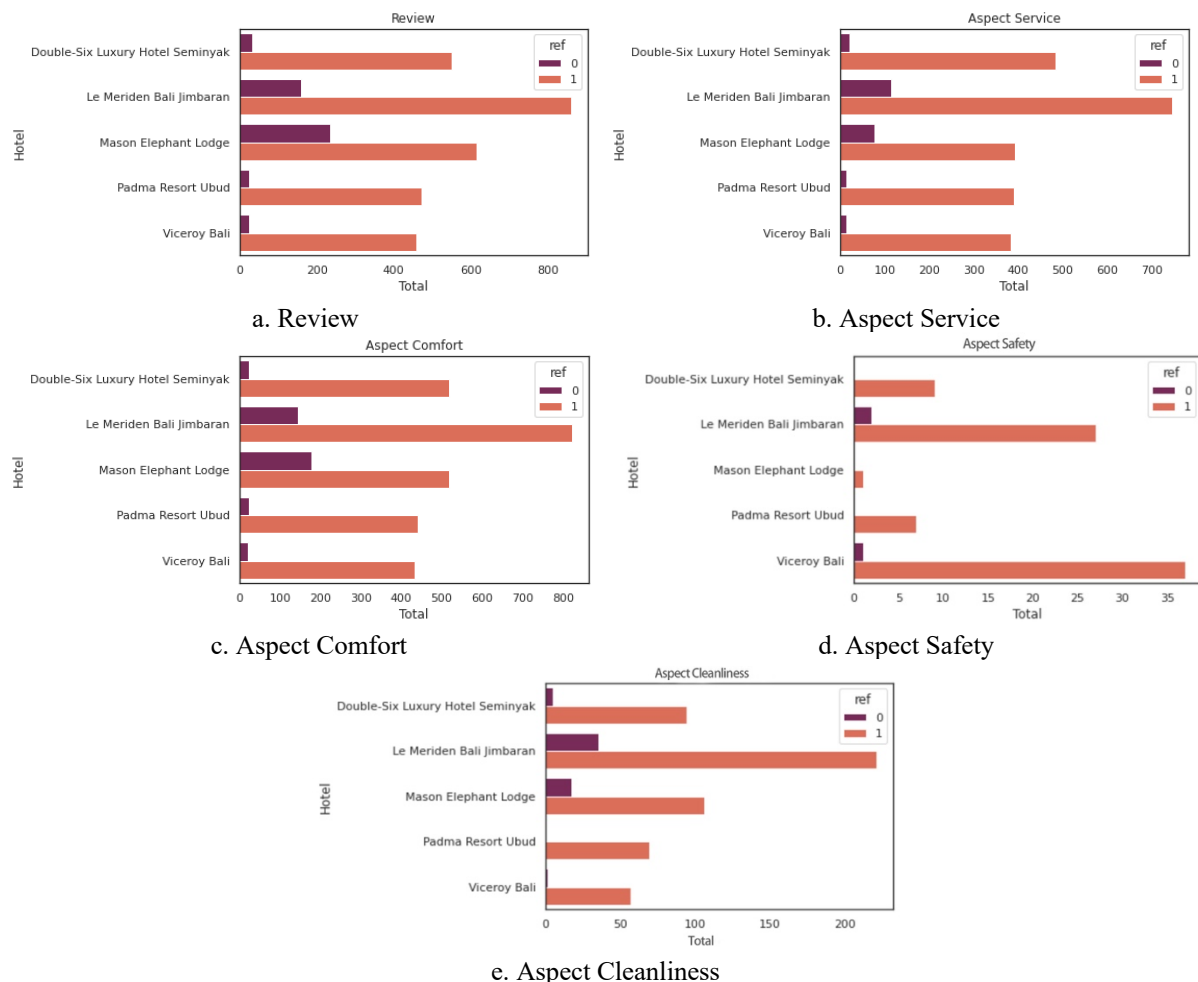 Review
Hotel
Double-Six Luxury Hotel Seminyak
Le Meriden Bali Jimbaran
Mason Elephant Lodge
Padma Resort Ubud
Viceroy Bali
ref
0
1
0 200 400 600 800
Total
a. Review
Aspect Service
Hotel
Double-Six Luxury Hotel Seminyak
Le Meriden Bali Jimbaran
Mason Elephant Lodge
Padma Resort Ubud
Viceroy Bali
ref
0
1
0 100 200 300 400 500 600 700
Total
b. Aspect Service
Aspect Comfort
Hotel
Double-Six Luxury Hotel Seminyak
Le Meriden Bali Jimbaran
Mason Elephant Lodge
Padma Resort Ubud
Viceroy Bali
ref
0
1
0 100 200 300 400 500 600 700 800
Total
c. Aspect Comfort
Aspect Safety
Hotel
Double-Six Luxury Hotel Seminyak
Le Meriden Bali Jimbaran
Mason Elephant Lodge
Padma Resort Ubud
Viceroy Bali
ref
0
1
0 5 10 15 20 25 30 35
Total
d. Aspect Safety
Aspect Cleanliness
Hotel
Double-Six Luxury Hotel Seminyak
Le Meriden Bali Jimbaran
Mason Elephant Lodge
Padma Resort Ubud
Viceroy Bali
ref
0
1
0 50 100 150 200
Total
e. Aspect Cleanliness